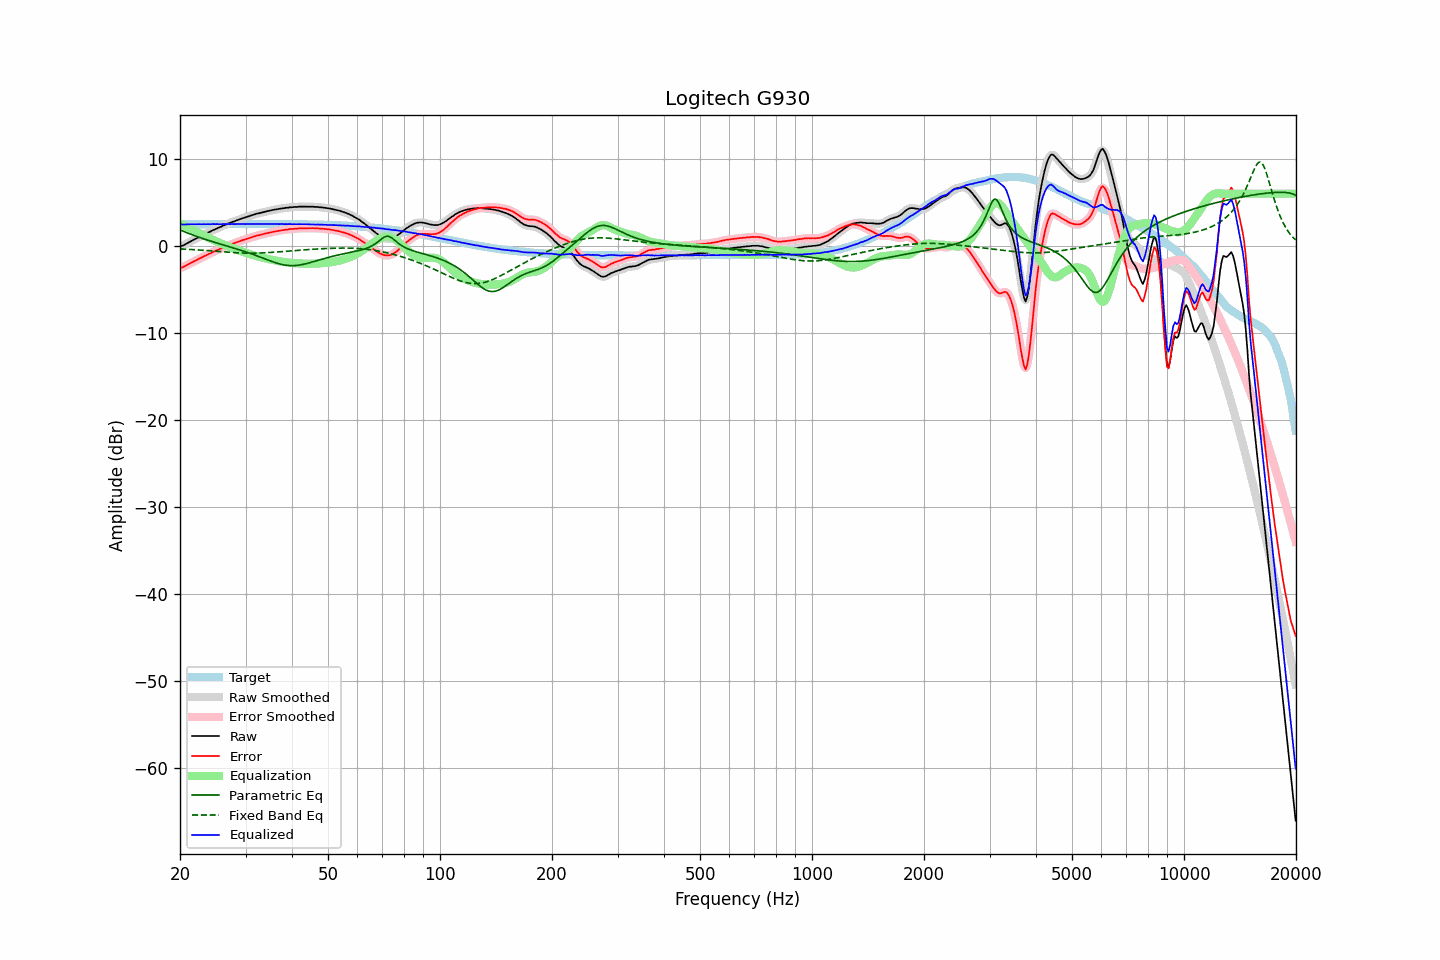 Logitech G930
Amplitude (dBr)
10
0
−10
−20
−30
−40
−50
−60
Target
Raw Smoothed
Error Smoothed
Raw
Error
Equalization
Parametric Eq
Fixed Band Eq
Equalized
20 50 100 200 500 1000 2000 5000 10000 20000
Frequency (Hz)